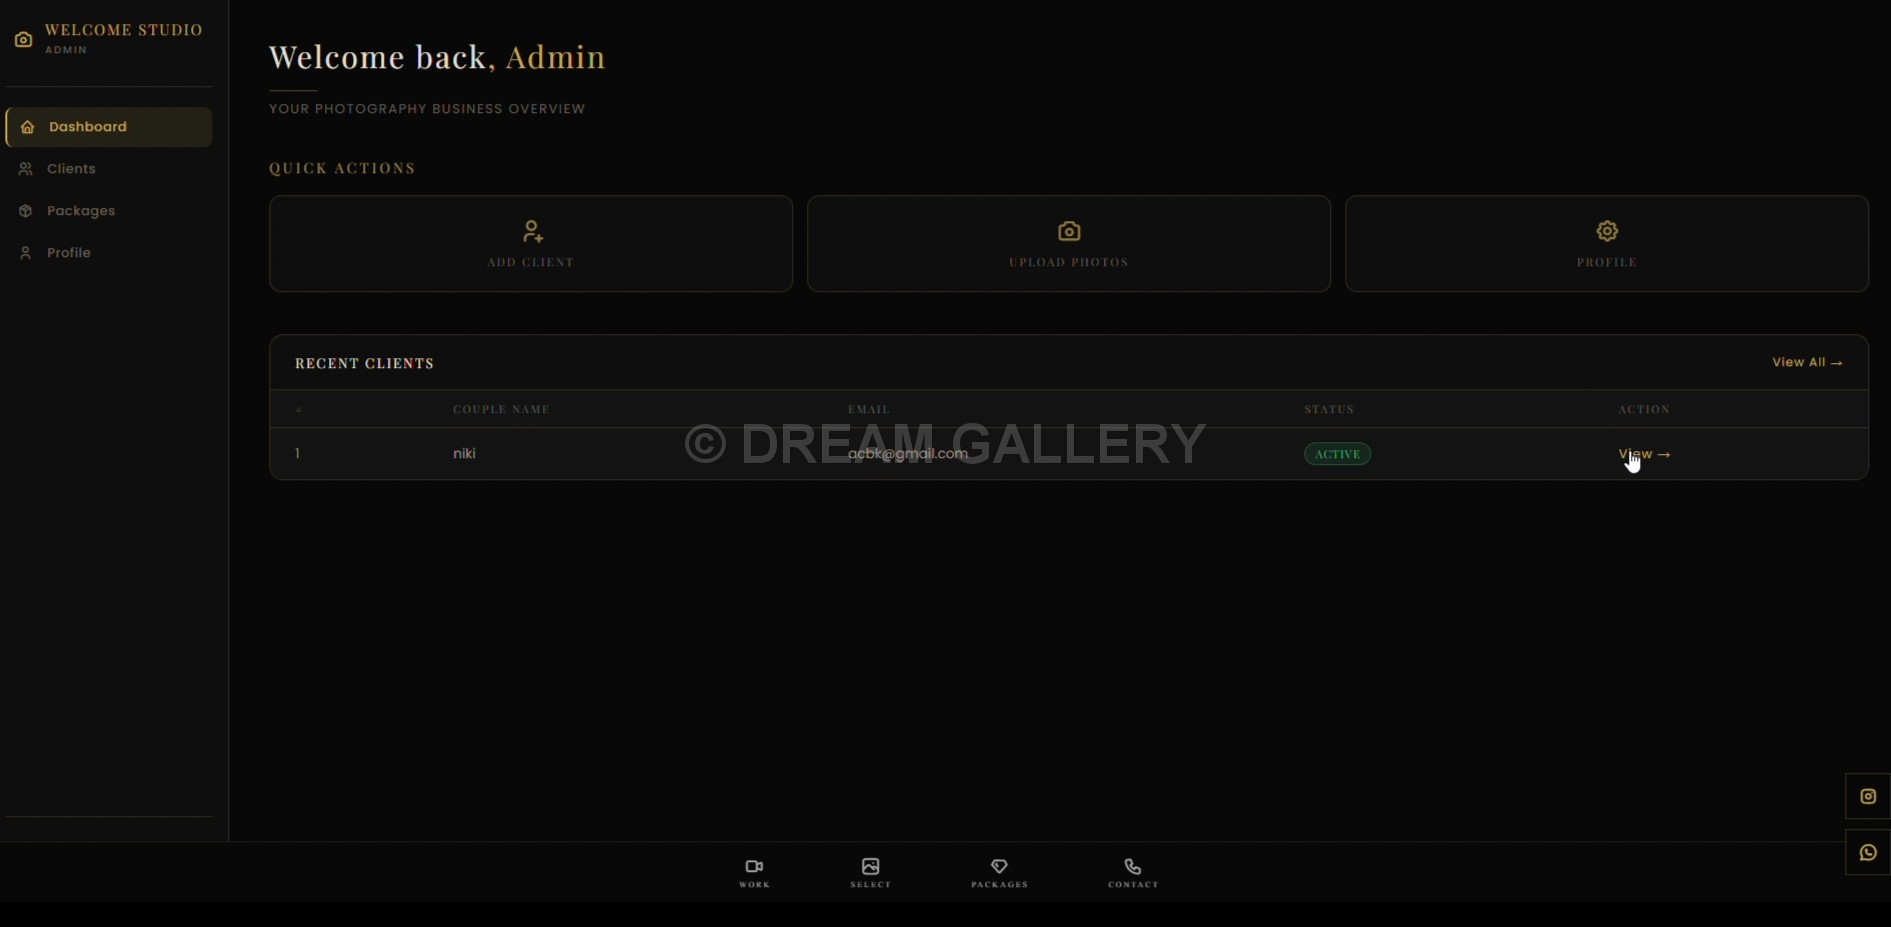 WELCOME STUDIO
ADMIN
Dashboard
Clients
Packages
Profile
Welcome back, Admin
YOUR PHOTOGRAPHY BUSINESS OVERVIEW
QUICK ACTIONS
ADD CLIENT
UPLOAD PHOTOS
PROFILE
RECENT CLIENTS
View All →
# COUPLE NAME EMAIL STATUS ACTION
1 niki acbk@gmail.com ACTIVE View →
© DREAM GALLERY
WORK
SELECT
PACKAGES
CONTACT